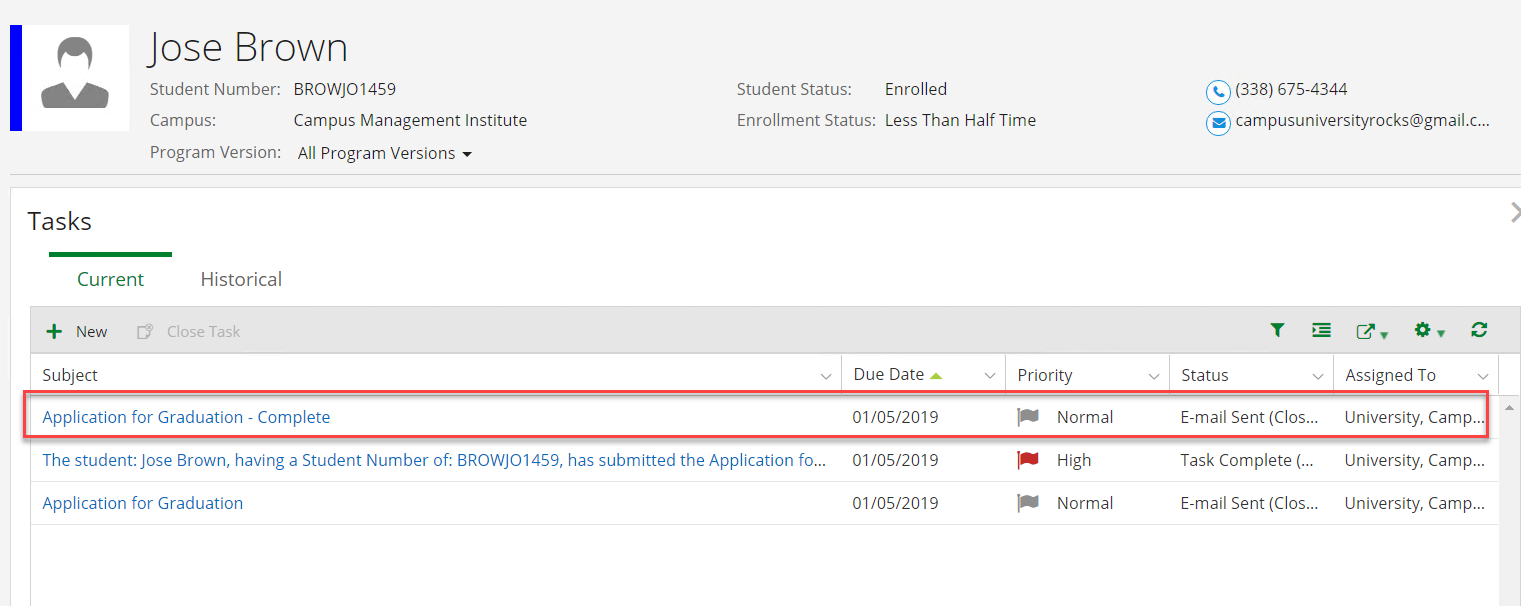 Jose Brown
Student Number: BROWJO1459 Student Status: Enrolled (338) 675-4344
Campus: Campus Management Institute Enrollment Status: Less Than Half Time campusuniversityrocks@gmail.c...
Program Version: All Program Versions
Tasks
Current Historical
New Close Task
Subject Due Date Priority Status Assigned To
Application for Graduation - Complete 01/05/2019 Normal E-mail Sent (Clos... University, Camp...
The student: Jose Brown, having a Student Number of: BROWJO1459, has submitted the Application fo... 01/05/2019 High Task Complete (... University, Camp...
Application for Graduation 01/05/2019 Normal E-mail Sent (Clos... University, Camp...